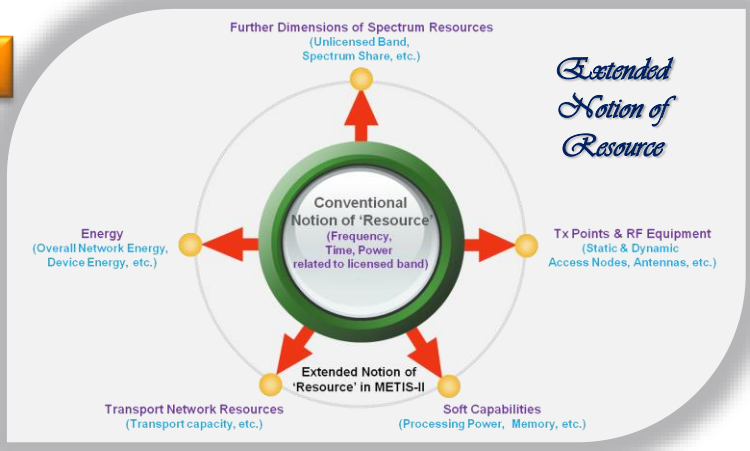 Further Dimensions of Spectrum Resources
(Unlicensed Band,
Spectrum Share, etc.)
Extended
Notion of
Resource
Conventional
Notion of ‘Resource’
(Frequency,
Time, Power
related to licensed band)
Energy
(Overall Network Energy,
Device Energy, etc.)
Tx Points & RF Equipment
(Static & Dynamic
Access Nodes, Antennas, etc.)
Extended Notion of
‘Resource’ in METIS-II
Transport Network Resources
(Transport capacity, etc.)
Soft Capabilities
(Processing Power, Memory, etc.)